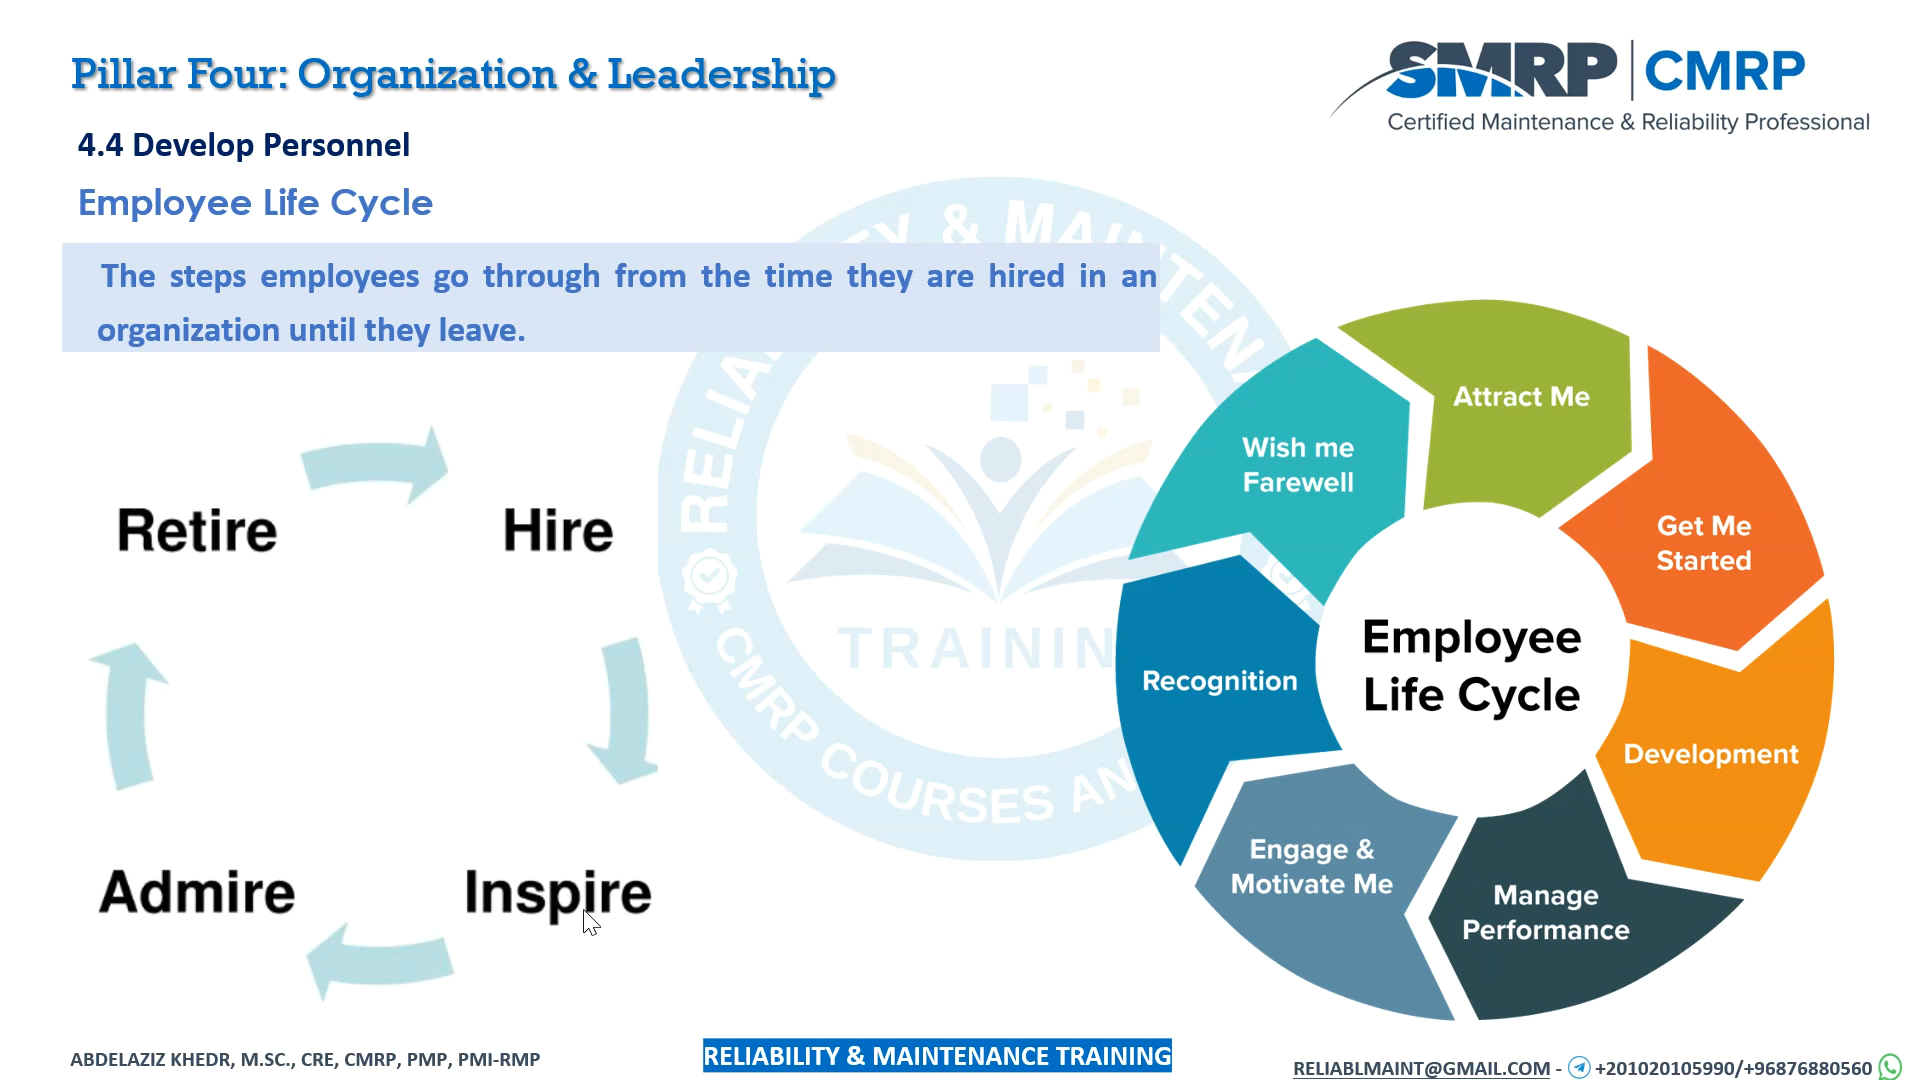 Pillar Four: Organization & Leadership
SMRP | CMRP
Certified Maintenance & Reliability Professional
4.4 Develop Personnel
Employee Life Cycle
The steps employees go through from the time they are hired in an
organization until they leave.
Retire
Hire
Admire
Inspire
Attract Me
Get Me
Started
Development
Manage
Performance
Engage &
Motivate Me
Recognition
Wish me
Farewell
Employee
Life Cycle
& MAINTENA
CMRP COURSES AN
TRAININ
ABDELAZIZ KHEDR, M.SC., CRE, CMRP, PMP, PMI-RMP
RELIABILITY & MAINTENANCE TRAINING
RELIABLMAINT@GMAIL.COM - +201020105990/+96876880560